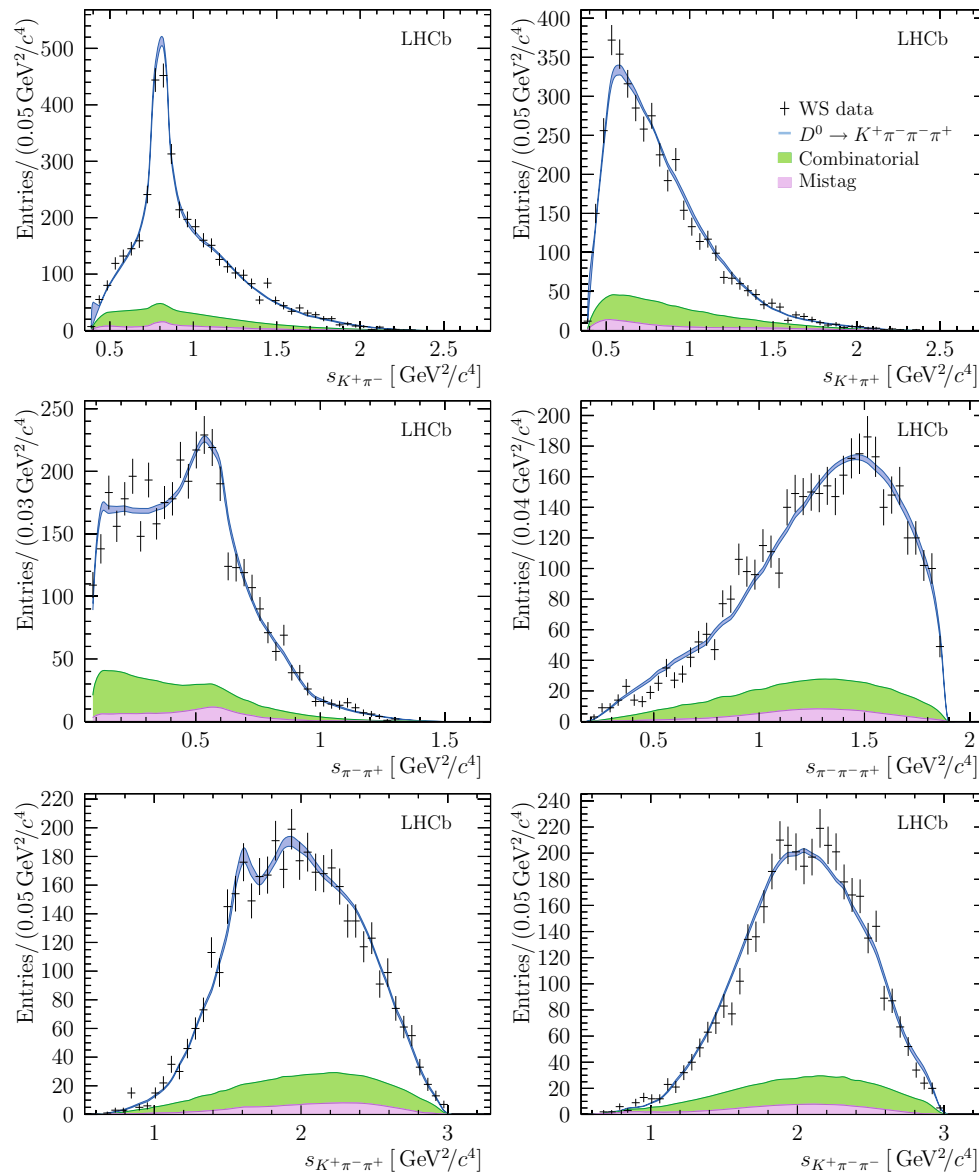 LHCb
Entries/ (0.05 GeV²/c⁴)
500
400
300
200
100
0
0.5 1 1.5 2 2.5
s_{K⁺π⁻} [ GeV²/c⁴]
LHCb
WS data
D⁰ → K⁺π⁻π⁻π⁺
Combinatorial
Mistag
Entries/ (0.05 GeV²/c⁴)
400
350
300
250
200
150
100
50
0
0.5 1 1.5 2 2.5
s_{K⁺π⁺} [ GeV²/c⁴]
LHCb
Entries/ (0.03 GeV²/c⁴)
250
200
150
100
50
0
0.5 1 1.5
s_{π⁻π⁺} [ GeV²/c⁴]
LHCb
Entries/ (0.04 GeV²/c⁴)
200
180
160
140
120
100
80
60
40
20
0
0.5 1 1.5 2
s_{π⁻π⁻π⁺} [ GeV²/c⁴]
LHCb
Entries/ (0.05 GeV²/c⁴)
220
200
180
160
140
120
100
80
60
40
20
0
1 2 3
s_{K⁺π⁻π⁺} [ GeV²/c⁴]
LHCb
Entries/ (0.05 GeV²/c⁴)
240
220
200
180
160
140
120
100
80
60
40
20
0
1 2 3
s_{K⁺π⁻π⁻} [ GeV²/c⁴]